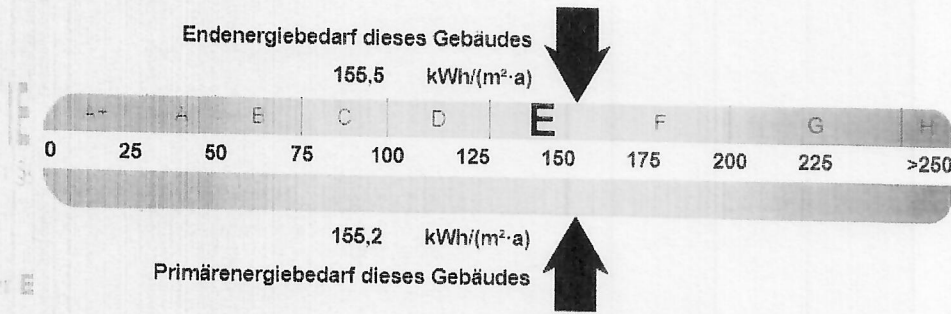 Endenergiebedarf dieses Gebäudes
155,5 kWh/(m²·a)
A+ A B C D E F G H
0 25 50 75 100 125 150 175 200 225 >250
155,2 kWh/(m²·a)
Primärenergiebedarf dieses Gebäudes